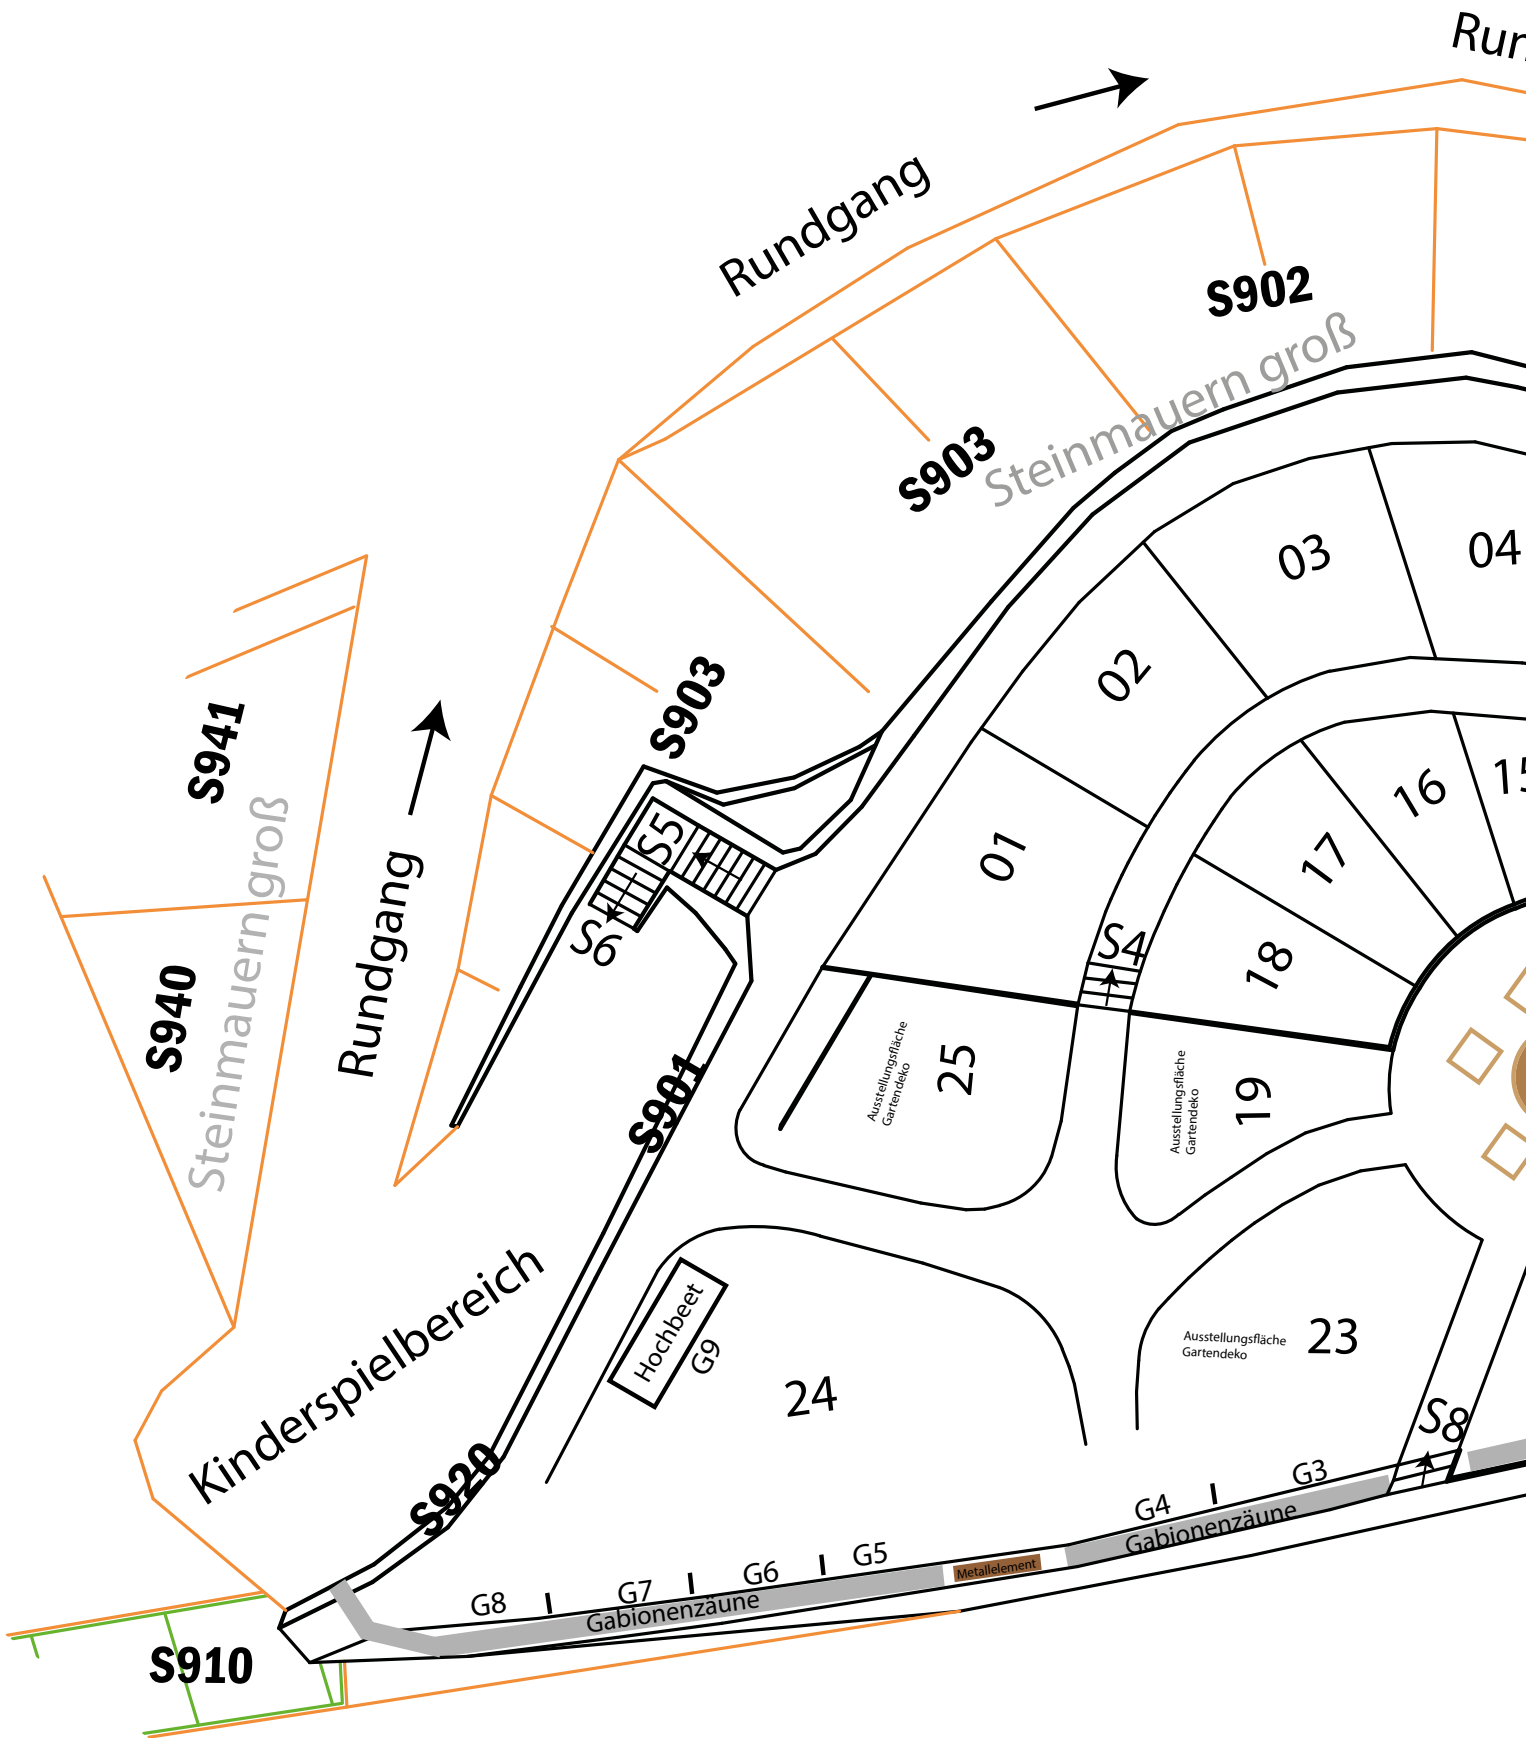 Run
Rundgang
S902
Steinmauern groß
S903
03
04
02
S903
S941
16
15
S5
01
17
Rundgang
S6
S4
18
S940
Steinmauern groß
Ausstellungsfläche
Gartendeko
25
Ausstellungsfläche
Gartendeko
19
S901
Kinderspielbereich
Hochbeet
G9
24
Ausstellungsfläche
Gartendeko
23
S8
S920
G3
G4
Gabionenzäune
G5
Metallelement
G6
G7
Gabionenzäune
G8
S910